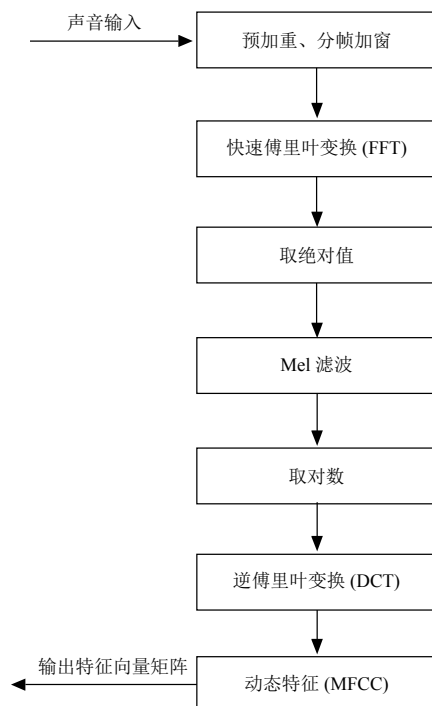 声音输入
预加重、分帧加窗
快速傅里叶变换 (FFT)
取绝对值
Mel 滤波
取对数
逆傅里叶变换 (DCT)
输出特征向量矩阵
动态特征 (MFCC)